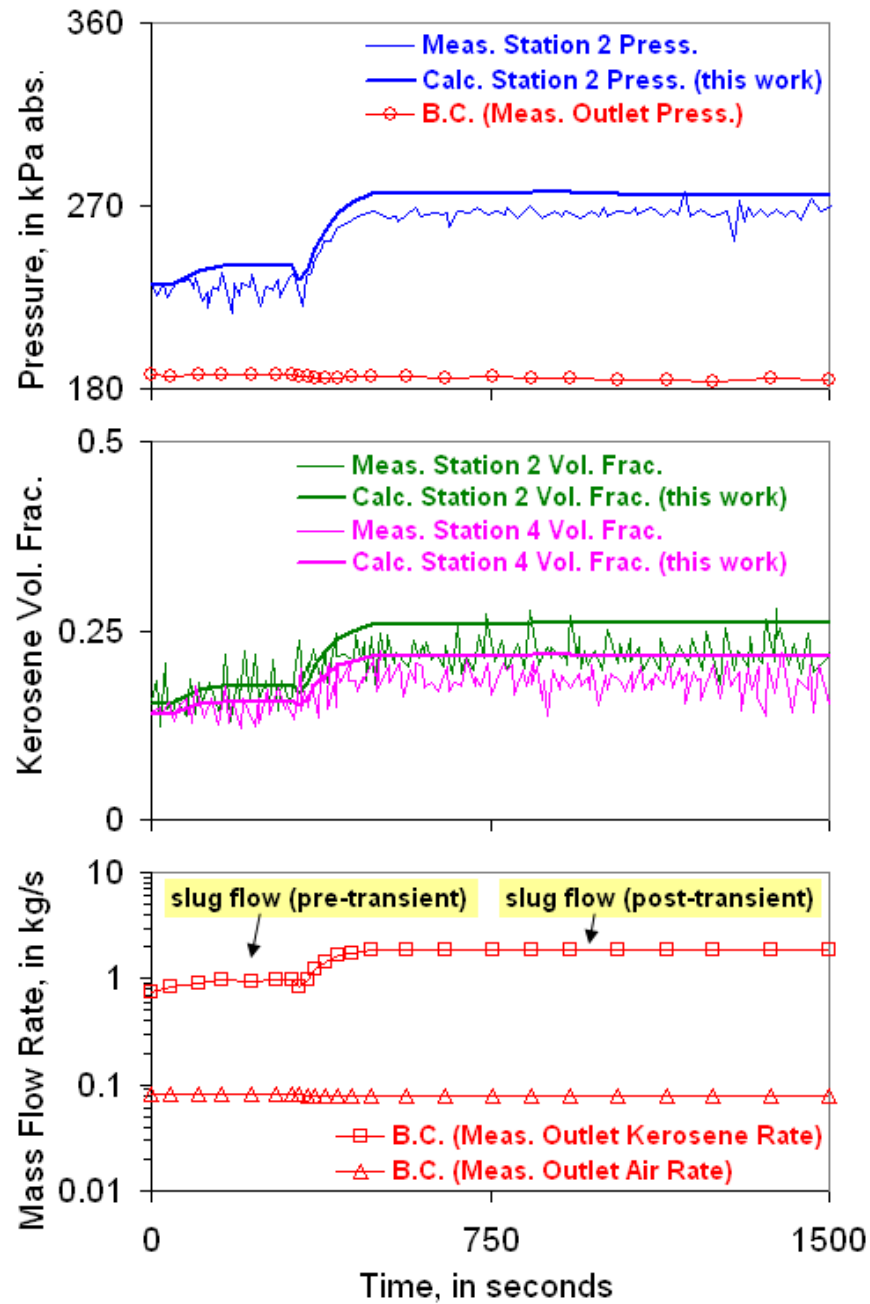 360
Meas. Station 2 Press.
Calc. Station 2 Press. (this work)
B.C. (Meas. Outlet Press.)
270
180
Pressure, in kPa abs.
0.5
Meas. Station 2 Vol. Frac.
Calc. Station 2 Vol. Frac. (this work)
Meas. Station 4 Vol. Frac.
Calc. Station 4 Vol. Frac. (this work)
0.25
0
Kerosene Vol. Frac.
10
slug flow (pre-transient)
slug flow (post-transient)
1
0.1
B.C. (Meas. Outlet Kerosene Rate)
B.C. (Meas. Outlet Air Rate)
0.01
Mass Flow Rate, in kg/s
0
750
1500
Time, in seconds